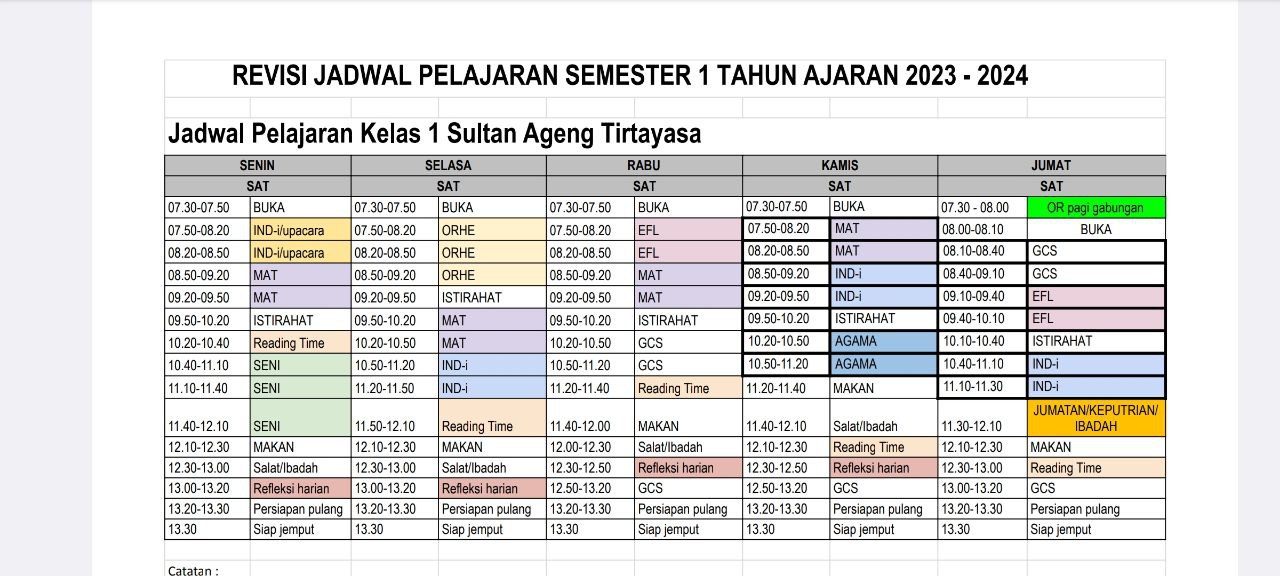 REVISI JADWAL PELAJARAN SEMESTER 1 TAHUN AJARAN 2023 - 2024
Jadwal Pelajaran Kelas 1 Sultan Ageng Tirtayasa
SENIN SELASA RABU KAMIS JUMAT
SAT SAT SAT SAT SAT
07.30-07.50 BUKA 07.30-07.50 BUKA 07.30-07.50 BUKA 07.30-07.50 BUKA 07.30 - 08.00 OR pagi gabungan
07.50-08.20 IND-i/upacara 07.50-08.20 ORHE 07.50-08.20 EFL 07.50-08.20 MAT 08.00-08.10 BUKA
08.20-08.50 IND-i/upacara 08.20-08.50 ORHE 08.20-08.50 EFL 08.20-08.50 MAT 08.10-08.40 GCS
08.50-09.20 MAT 08.50-09.20 ORHE 08.50-09.20 MAT 08.50-09.20 IND-i 08.40-09.10 GCS
09.20-09.50 MAT 09.20-09.50 ISTIRAHAT 09.20-09.50 MAT 09.20-09.50 IND-i 09.10-09.40 EFL
09.50-10.20 ISTIRAHAT 09.50-10.20 MAT 09.50-10.20 ISTIRAHAT 09.50-10.20 ISTIRAHAT 09.40-10.10 EFL
10.20-10.40 Reading Time 10.20-10.50 MAT 10.20-10.50 GCS 10.20-10.50 AGAMA 10.10-10.40 ISTIRAHAT
10.40-11.10 SENI 10.50-11.20 IND-i 10.50-11.20 GCS 10.50-11.20 AGAMA 10.40-11.10 IND-i
11.10-11.40 SENI 11.20-11.50 IND-i 11.20-11.40 Reading Time 11.20-11.40 MAKAN 11.10-11.30 IND-i
11.40-12.10 SENI 11.50-12.10 Reading Time 11.40-12.00 MAKAN 11.40-12.10 Salat/Ibadah 11.30-12.10 JUMATAN/KEPUTRIAN/
IBADAH
12.10-12.30 MAKAN 12.10-12.30 MAKAN 12.00-12.30 Salat/Ibadah 12.10-12.30 Reading Time 12.10-12.30 MAKAN
12.30-13.00 Salat/Ibadah 12.30-13.00 Salat/Ibadah 12.30-12.50 Refleksi harian 12.30-12.50 Refleksi harian 12.30-13.00 Reading Time
13.00-13.20 Refleksi harian 13.00-13.20 Refleksi harian 12.50-13.20 GCS 12.50-13.20 GCS 13.00-13.20 GCS
13.20-13.30 Persiapan pulang 13.20-13.30 Persiapan pulang 13.20-13.30 Persiapan pulang 13.20-13.30 Persiapan pulang 13.20-13.30 Persiapan pulang
13.30 Siap jemput 13.30 Siap jemput 13.30 Siap jemput 13.30 Siap jemput 13.30 Siap jemput
Catatan :